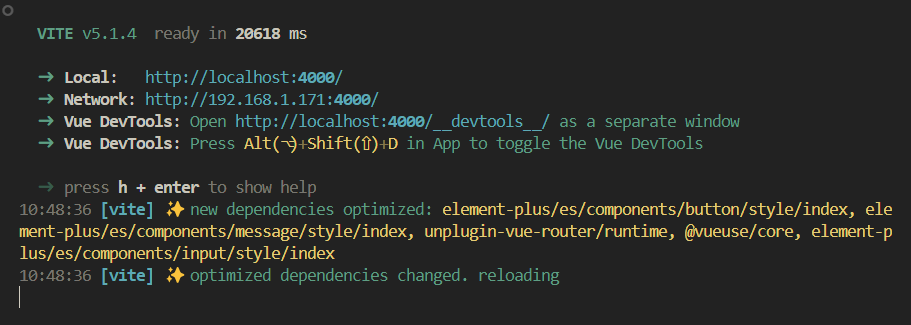 VITE v5.1.4  ready in 20618 ms
➜ Local:   http://localhost:4000/
➜ Network: http://192.168.1.171:4000/
➜ Vue DevTools: Open http://localhost:4000/__devtools__/ as a separate window
➜ Vue DevTools: Press Alt(⌥)+Shift(⇧)+D in App to toggle the Vue DevTools
➜ press h + enter to show help
10:48:36 [vite] ✨ new dependencies optimized: element-plus/es/components/button/style/index, ele
ment-plus/es/components/message/style/index, unplugin-vue-router/runtime, @vueuse/core, element-p
lus/es/components/input/style/index
10:48:36 [vite] ✨ optimized dependencies changed. reloading